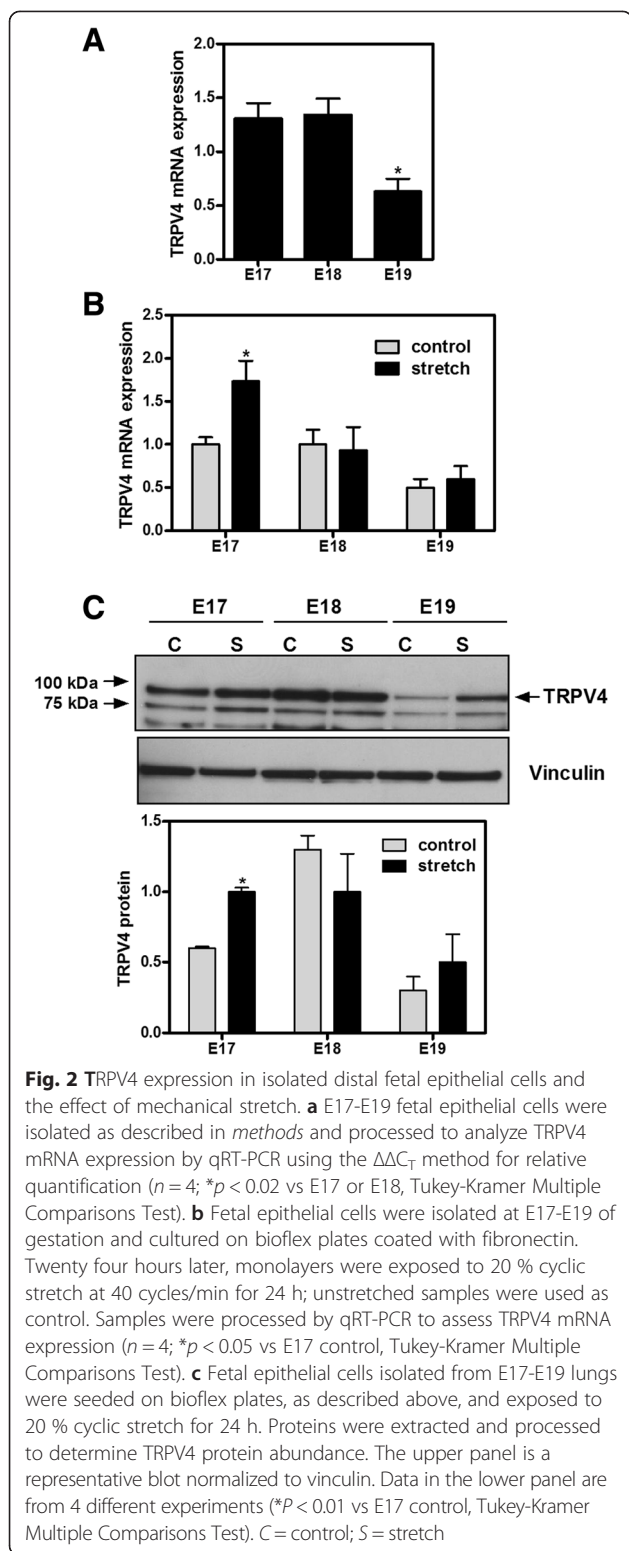 A
TRPV4 mRNA expression
2.0
1.5
1.0
0.5
0.0
*
E17 E18 E19
B
TRPV4 mRNA expression
2.5
2.0
1.5
1.0
0.5
0.0
*
control
stretch
E17 E18 E19
C
E17 E18 E19
C S C S C S
100 kDa
75 kDa
TRPV4
Vinculin
TRPV4 protein
1.5
1.0
0.5
0.0
*
control
stretch
E17 E18 E19
Fig. 2 TRPV4 expression in isolated distal fetal epithelial cells and
the effect of mechanical stretch. a E17-E19 fetal epithelial cells were
isolated as described in methods and processed to analyze TRPV4
mRNA expression by qRT-PCR using the ΔΔCT method for relative
quantification (n = 4; *p < 0.02 vs E17 or E18, Tukey-Kramer Multiple
Comparisons Test). b Fetal epithelial cells were isolated at E17-E19 of
gestation and cultured on bioflex plates coated with fibronectin.
Twenty four hours later, monolayers were exposed to 20 % cyclic
stretch at 40 cycles/min for 24 h; unstretched samples were used as
control. Samples were processed by qRT-PCR to assess TRPV4 mRNA
expression (n = 4; *p < 0.05 vs E17 control, Tukey-Kramer Multiple
Comparisons Test). c Fetal epithelial cells isolated from E17-E19 lungs
were seeded on bioflex plates, as described above, and exposed to
20 % cyclic stretch for 24 h. Proteins were extracted and processed
to determine TRPV4 protein abundance. The upper panel is a
representative blot normalized to vinculin. Data in the lower panel are
from 4 different experiments (*P < 0.01 vs E17 control, Tukey-Kramer
Multiple Comparisons Test). C = control; S = stretch